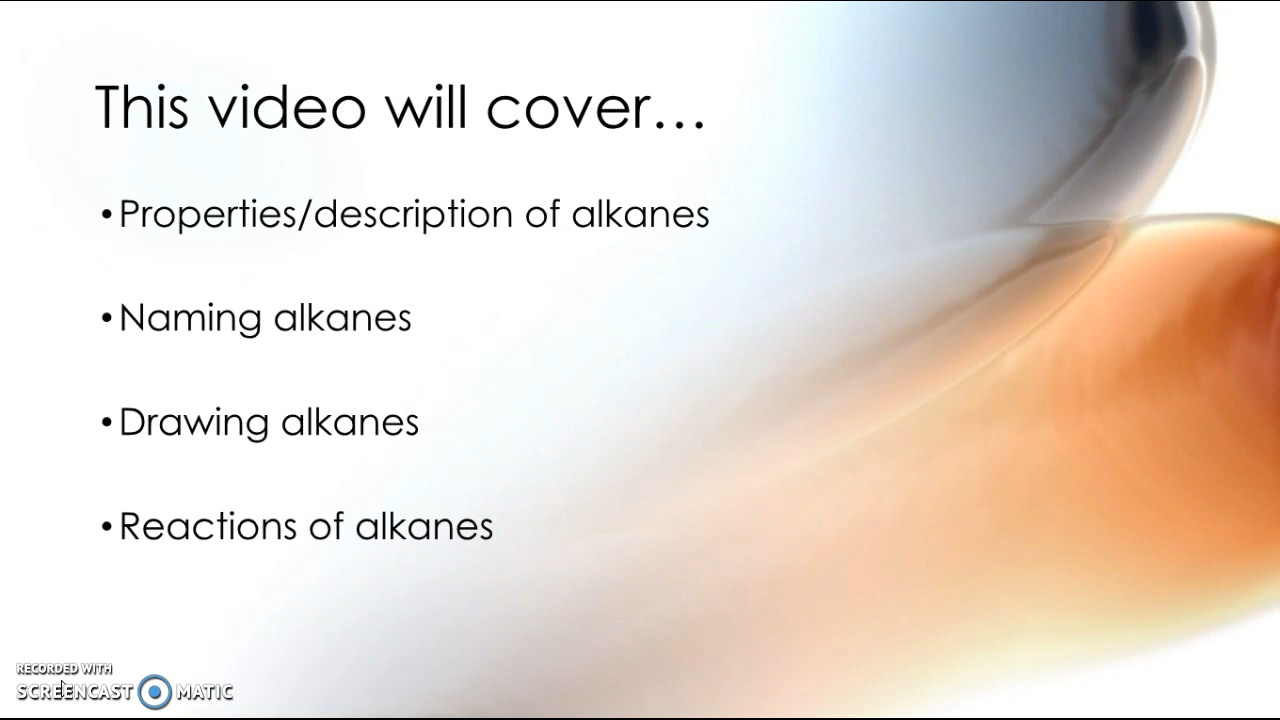 This video will cover…
• Properties/description of alkanes
• Naming alkanes
• Drawing alkanes
• Reactions of alkanes
RECORDED WITH
SCREENCAST MATIC